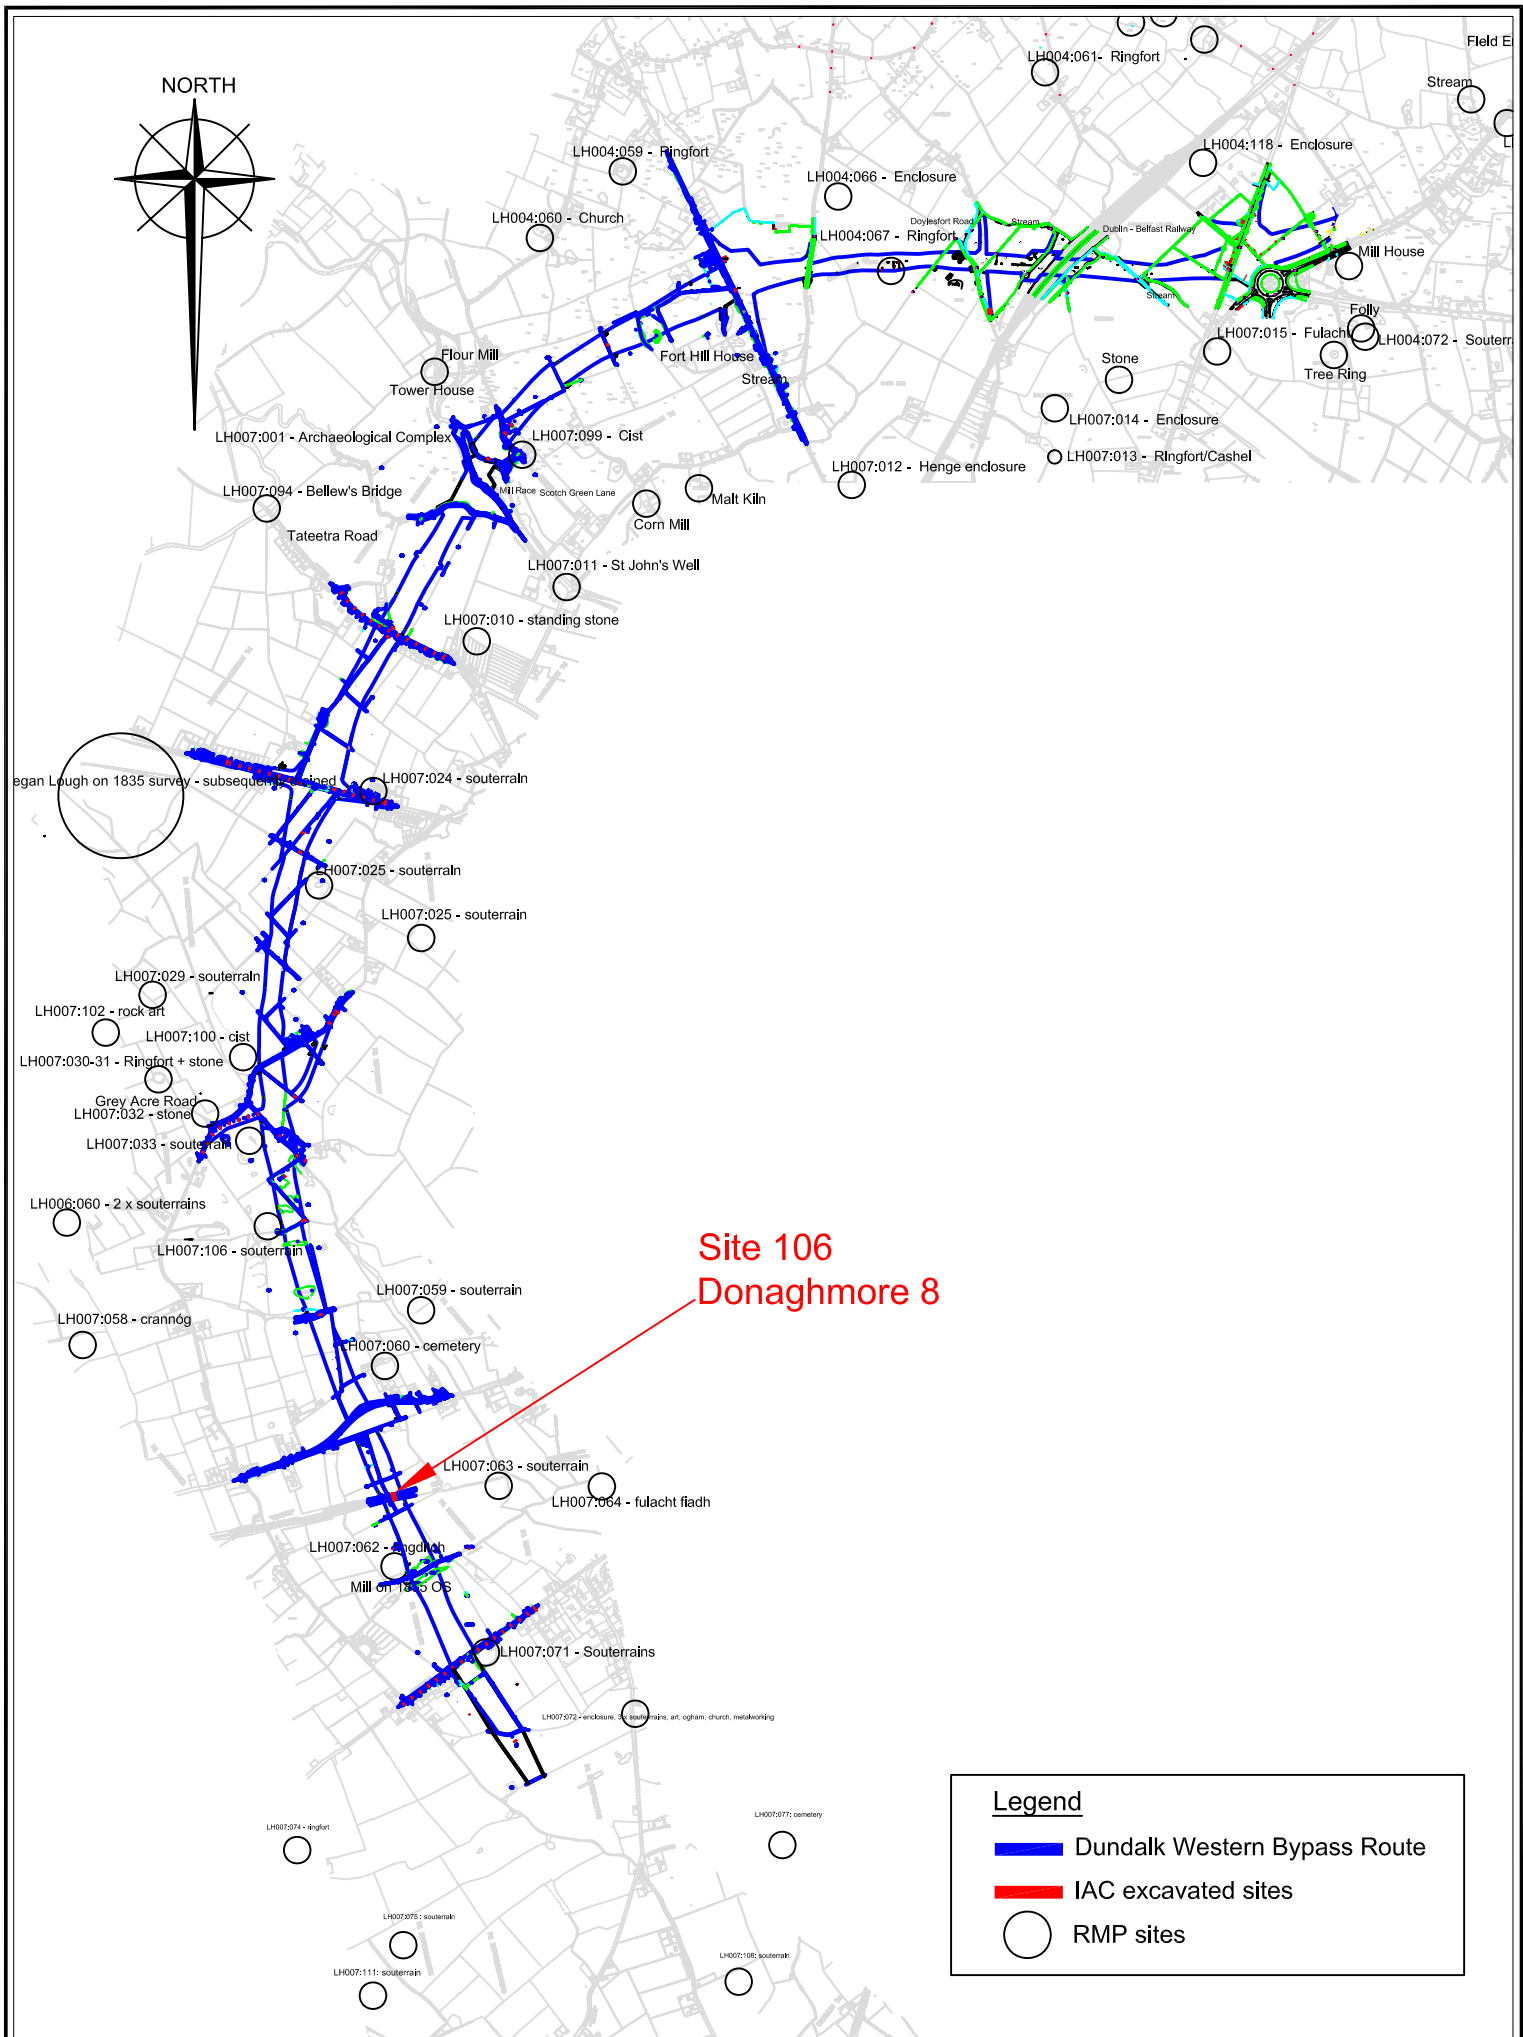 NORTH
Field
Stream
LH004:061- Ringfort
LH004:118 - Enclosure
LH004:059 - Ringfort
LH004:066 - Enclosure
LH004:060 - Church
Doylesfort Road
Stream
Dublin - Belfast Railway
LH004:067 - Ringfort
Mill House
Stream
Folly
LH007:015 - Fulacht
LH004:072 - Souterr
Tree Ring
Flour Mill
Fort Hill House
Stream
Stone
Tower House
LH007:014 - Enclosure
LH007:001 - Archaeological Complex
LH007:099 - Cist
LH007:013 - Ringfort/Cashel
LH007:012 - Henge enclosure
LH007:094 - Bellew's Bridge
Mill Race
Scotch Green Lane
Malt Kiln
Corn Mill
Tateetra Road
LH007:011 - St John's Well
LH007:010 - standing stone
egan Lough on 1835 survey - subsequently drained
LH007:024 - souterrain
LH007:025 - souterrain
LH007:025 - souterrain
LH007:029 - souterrain
LH007:102 - rock art
LH007:100 - cist
LH007:030-31 - Ringfort + stone
Grey Acre Road
LH007:032 - stone
LH007:033 - souterrain
LH006:060 - 2 x souterrains
LH007:106 - souterrain
Site 106
Donaghmore 8
LH007:059 - souterrain
LH007:058 - crannóg
LH007:060 - cemetery
LH007:063 - souterrain
LH007:064 - fulacht fiadh
LH007:062 - ringditch
Mill on 1835 OS
LH007:071 - Souterrains
LH007:072 - enclosure, 3 x souterrains, art, ogham, church, metalworking
LH007:077: cemetery
LH007:074 - ringfort
LH007:075 : souterrain
LH007:111: souterrain
LH007:108: souterrain
Legend
Dundalk Western Bypass Route
IAC excavated sites
RMP sites